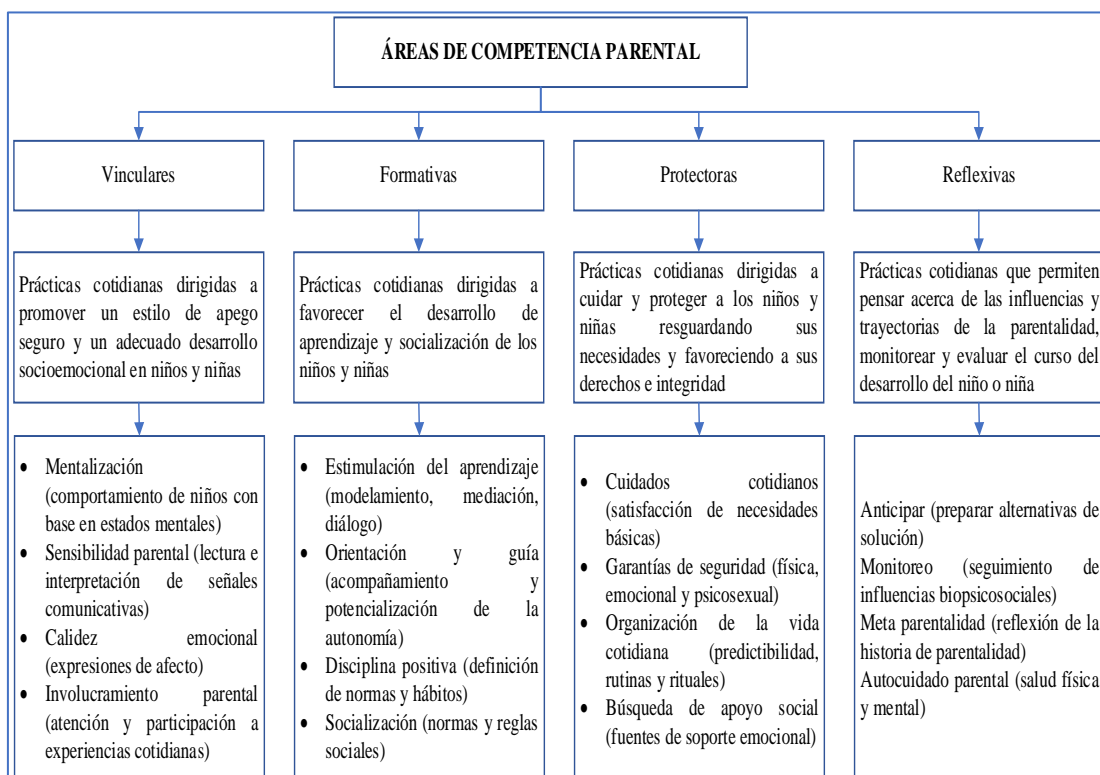 ÁREAS DE COMPETENCIA PARENTAL
Vinculares
Formativas
Protectoras
Reflexivas
Prácticas cotidianas dirigidas a
promover un estilo de apego
seguro y un adecuado desarrollo
socioemocional en niños y niñas
Prácticas cotidianas dirigidas a
favorecer el desarrollo de
aprendizaje y socialización de los
niños y niñas
Prácticas cotidianas dirigidas a
cuidar y proteger a los niños y
niñas resguardando sus
necesidades y favoreciendo a sus
derechos e integridad
Prácticas cotidianas que permiten
pensar acerca de las influencias y
trayectorias de la parentalidad,
monitorear y evaluar el curso del
desarrollo del niño o niña
• Mentalización
(comportamiento de niños con
base en estados mentales)
• Sensibilidad parental (lectura e
interpretación de señales
comunicativas)
• Calidez emocional
(expresiones de afecto)
• Involucramiento parental
(atención y participación a
experiencias cotidianas)
• Estimulación del aprendizaje
(modelamiento, mediación,
diálogo)
• Orientación y guía
(acompañamiento y
potencialización de la
autonomía)
• Disciplina positiva (definición
de normas y hábitos)
• Socialización (normas y reglas
sociales)
• Cuidados cotidianos
(satisfacción de necesidades
básicas)
• Garantías de seguridad (física,
emocional y psicosexual)
• Organización de la vida
cotidiana (predictibilidad,
rutinas y rituales)
• Búsqueda de apoyo social
(fuentes de soporte emocional)
Anticipar (preparar alternativas de
solución)
Monitoreo (seguimiento de
influencias biopsicosociales)
Meta parentalidad (reflexión de la
historia de parentalidad)
Autocuidado parental (salud física
y mental)